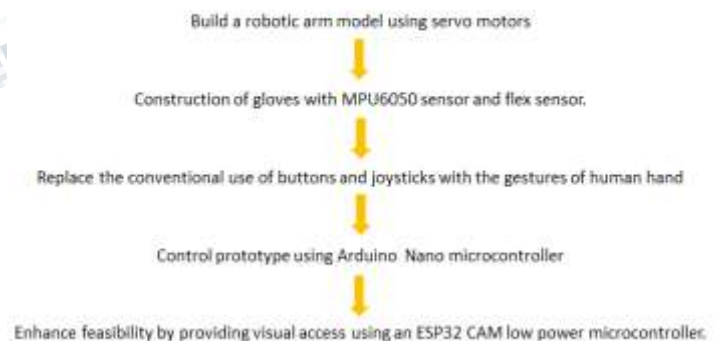 Build a robotic arm model using servo motors
Construction of gloves with MPU6050 sensor and flex sensor.
Replace the conventional use of buttons and joysticks with the gestures of human hand
Control prototype using Arduino Nano microcontroller
Enhance feasibility by providing visual access using an ESP32 CAM low power microcontroller.